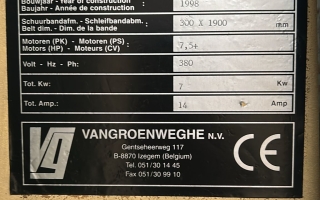 Bouwjaar - Year of construction
Baujahr - Année de construction 1998
Schuurbandafm. - Schleifbandabm.
Belt dim. - Dim. de la bande 300 X 1900 mm
Motoren (PK) - Motoren (PS)
Motors (HP) - Moteurs (CV) 7,5+
Volt - Hz - Ph: 380
Tot. Kw: 7 Kw
Tot. Amp.: 14 Amp
VG
VANGROENWEGHE N.V.
Gentseheerweg 117
B-8870 Izegem (Belgium)
Tel. 051/30 14 45
Fax 051/30 99 10
CE